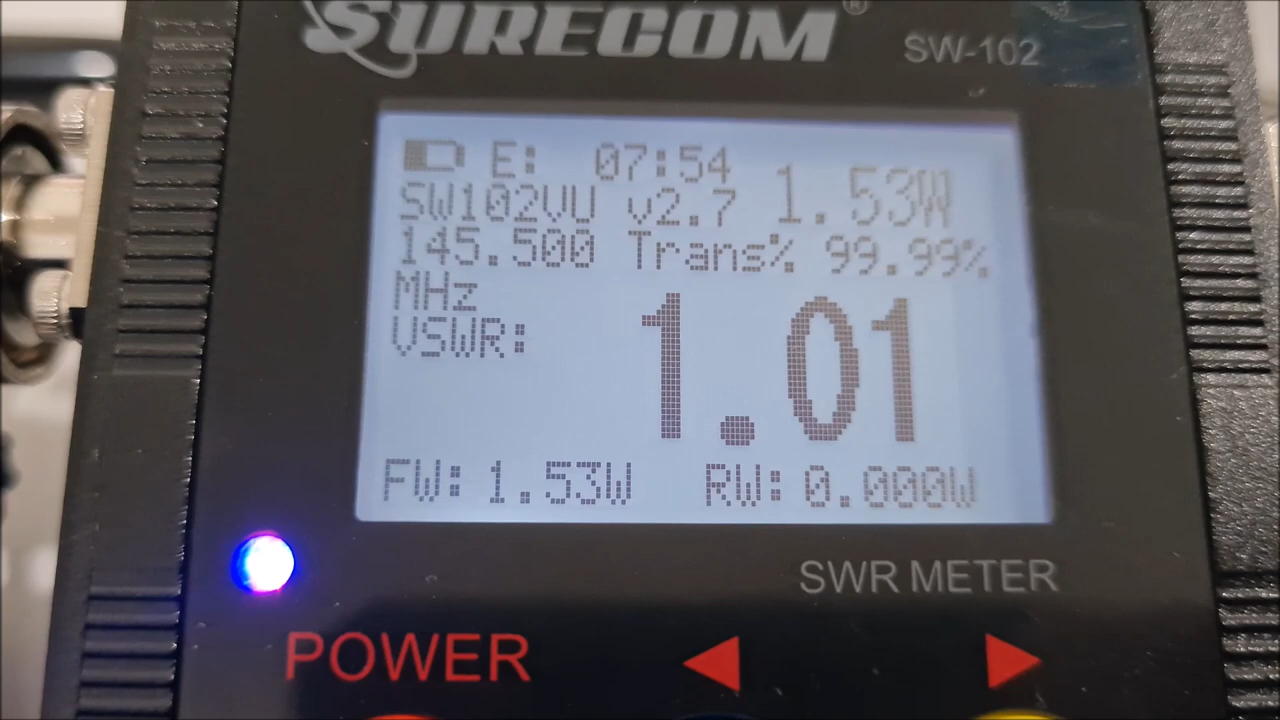 SURECOM®
SW-102
E: 07:54 1.53W
SW102VU v2.7
145.500 Trans% 99.99%
MHz
VSWR: 1.01
FW:1.53W RW:0.000W
SWR METER
POWER